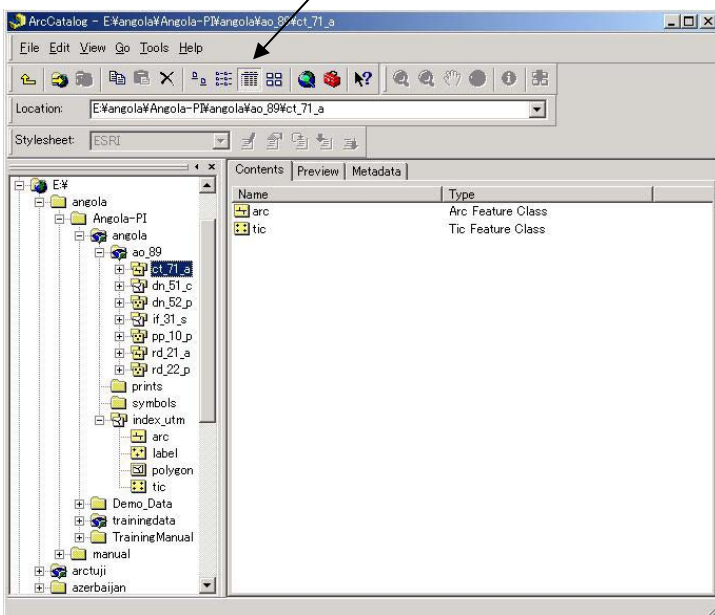 ArcCatalog - E:¥angola¥Angola-PI¥angola¥ao_89¥ct_71_a
File Edit View Go Tools Help
Location: E:¥angola¥Angola-PI¥angola¥ao_89¥ct_71_a
Stylesheet: ESRI
Contents Preview Metadata
Name Type
arc Arc Feature Class
tic Tic Feature Class
E:¥
angola
Angola-PI
angola
ao_89
ct_71_a
dn_51_c
dn_52_p
if_31_s
pp_10_p
rd_21_a
rd_22_p
prints
symbols
index_utm
arc
label
polygon
tic
Demo_Data
trainingdata
TrainingManual
manual
arctuji
azerbaijan